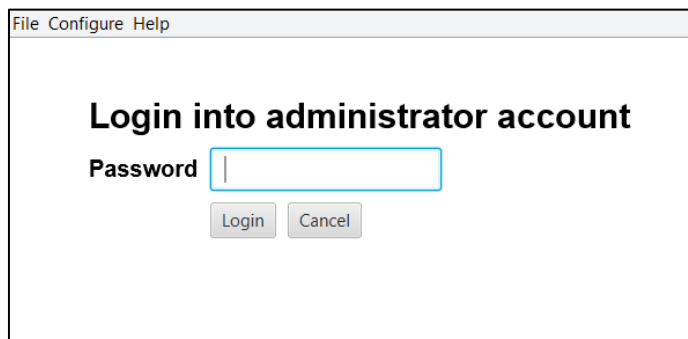 File Configure Help
Login into administrator account
Password
Login Cancel